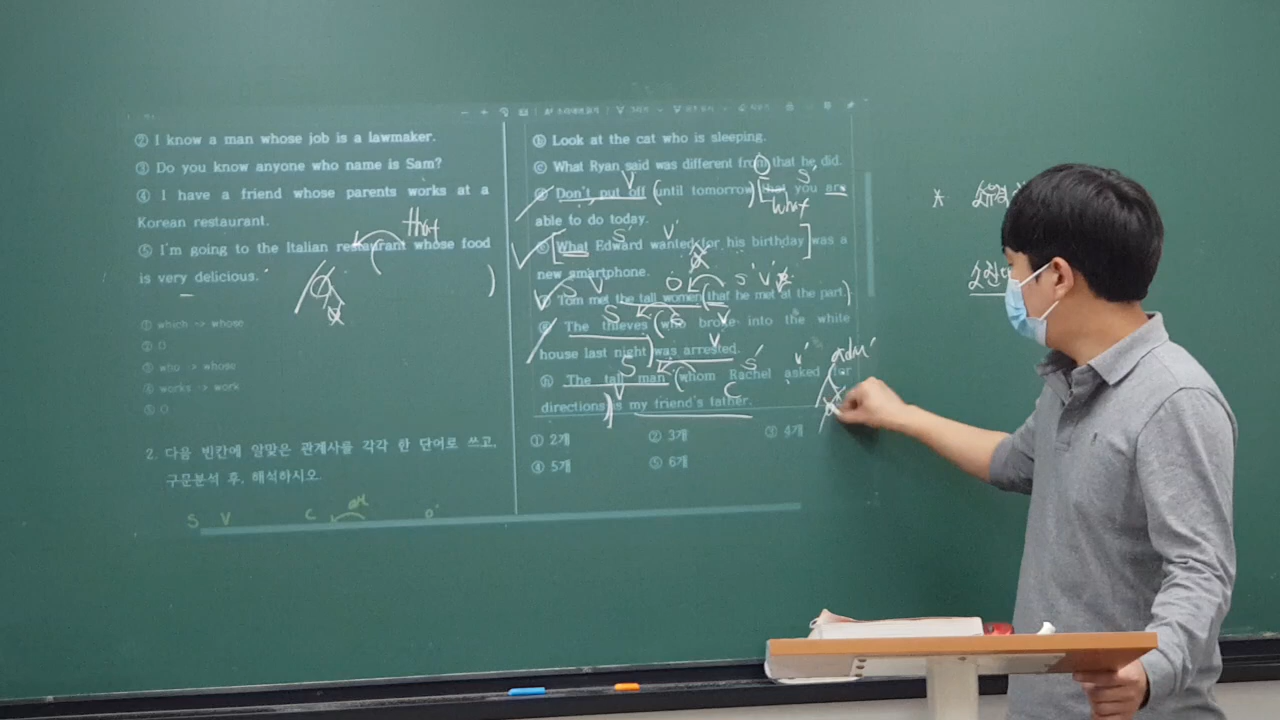 ② I know a man whose job is a lawmaker.
③ Do you know anyone who name is Sam?
④ I have a friend whose parents works at a
Korean restaurant.
that
⑤ I'm going to the Italian restaurant whose food
is very delicious.
① which -> whose
② O
③ who -> whose
④ works -> work
⑤ O
2. 다음 빈칸에 알맞은 관계사를 각각 한 단어로 쓰고,
구문분석 후, 해석하시오.
S V C O'
ⓑ Look at the cat who is sleeping.
ⓒ What Ryan said was different from that he did.
V O S'
Don't put off (until tomorrow) [that you are
What
able to do today.
S' V'
ⓔ [What Edward wanted for his birthday] was a
new smartphone.
S V O S' V'
Tom met the tall women (that he met at the part.)
S V
ⓖ The thieves (who broke into the white
house last night) was arrested.
V
S S' V' adv'
ⓗ The tall man (whom Rachel asked for
V C
directions) is my friend's father.
① 2개 ② 3개 ③ 4개
④ 5개 ⑤ 6개
* 소유격